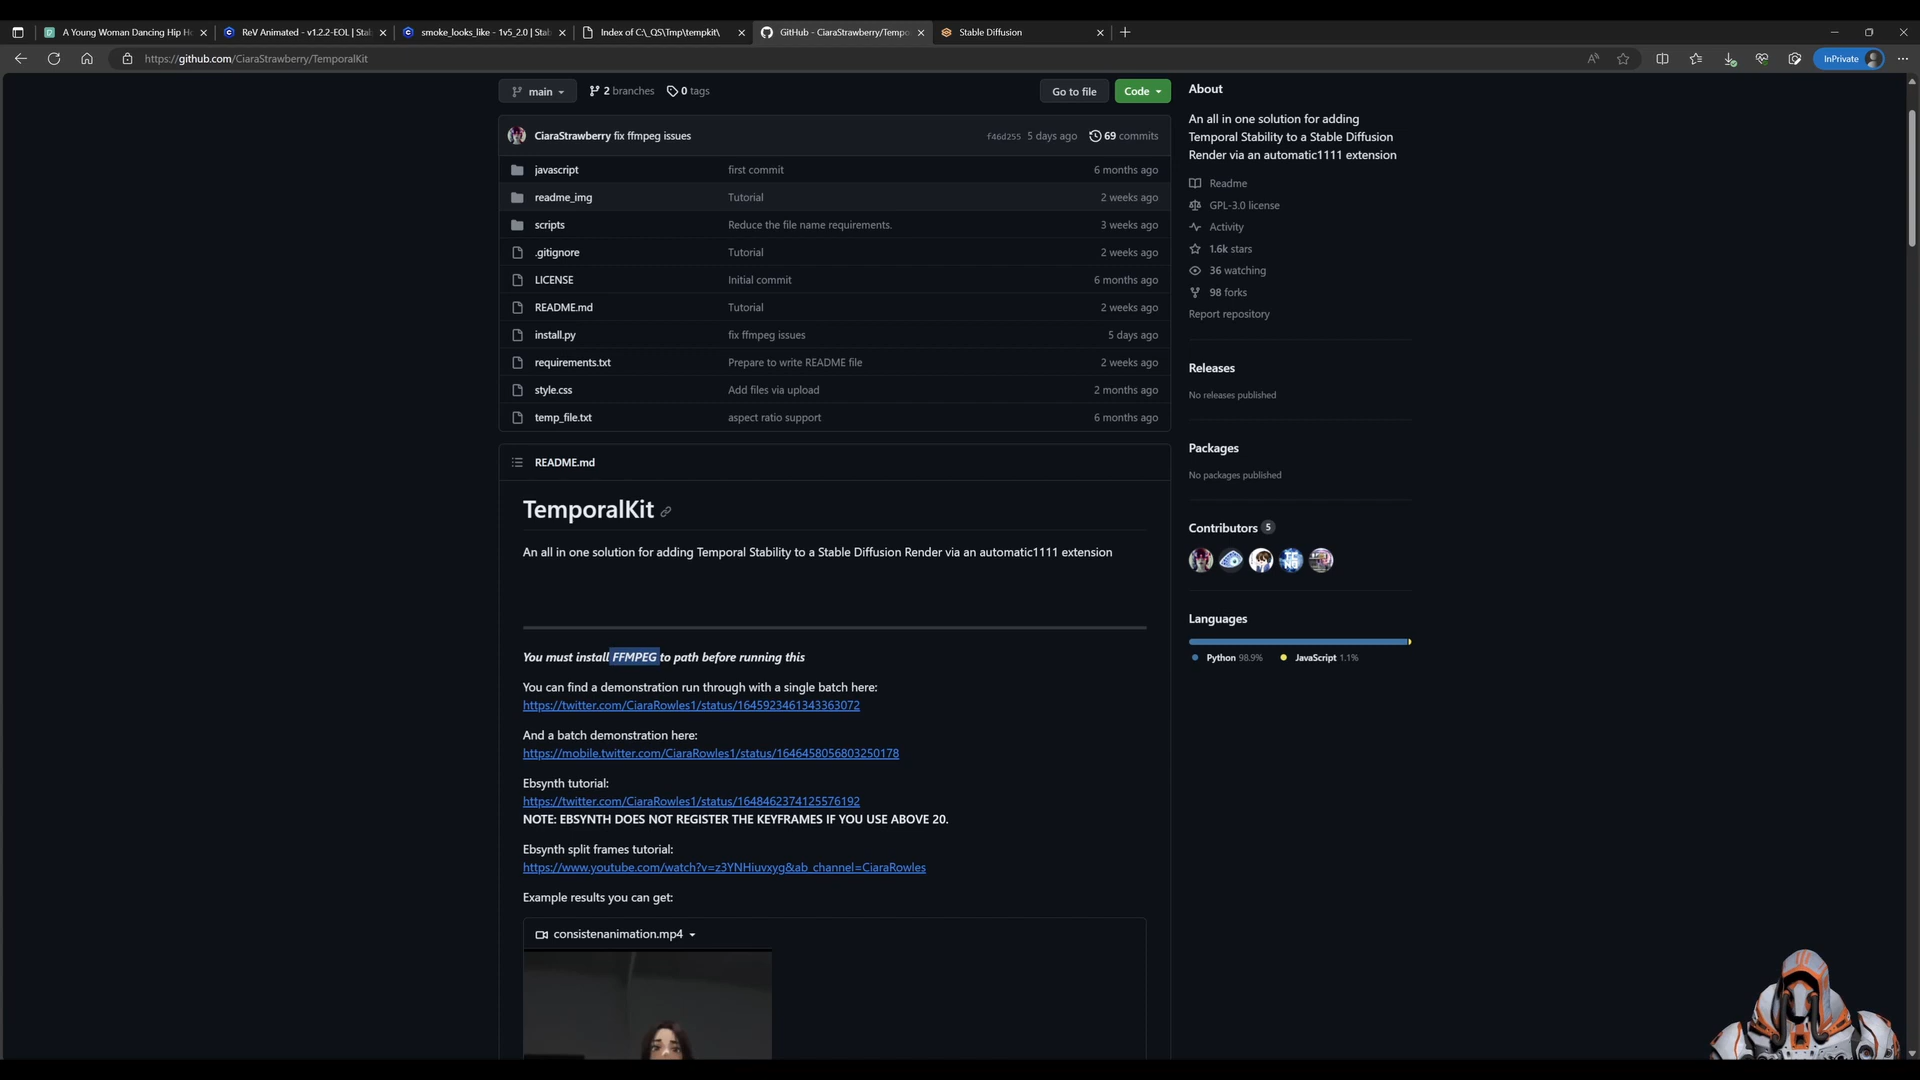 A Young Woman Dancing Hip H
ReV Animated - v1.2.2-EOL | Stab
smoke_looks_like - 1v5_2.0 | Stab
Index of C:\_QS\Tmp\tempkit\
GitHub - CiaraStrawberry/Tempo
Stable Diffusion
https://github.com/CiaraStrawberry/TemporalKit
InPrivate
main
2 branches
0 tags
Go to file
Code
CiaraStrawberry fix ffmpeg issues
f46d255 5 days ago
69 commits
javascript first commit 6 months ago
readme_img Tutorial 2 weeks ago
scripts Reduce the file name requirements. 3 weeks ago
.gitignore Tutorial 2 weeks ago
LICENSE Initial commit 6 months ago
README.md Tutorial 2 weeks ago
install.py fix ffmpeg issues 5 days ago
requirements.txt Prepare to write README file 2 weeks ago
style.css Add files via upload 2 months ago
temp_file.txt aspect ratio support 6 months ago
README.md
TemporalKit
An all in one solution for adding Temporal Stability to a Stable Diffusion Render via an automatic1111 extension
You must install FFMPEG to path before running this
You can find a demonstration run through with a single batch here:
https://twitter.com/CiaraRowles1/status/1645923461343363072
And a batch demonstration here:
https://mobile.twitter.com/CiaraRowles1/status/1646458056803250178
Ebsynth tutorial:
https://twitter.com/CiaraRowles1/status/1648462374125576192
NOTE: EBSYNTH DOES NOT REGISTER THE KEYFRAMES IF YOU USE ABOVE 20.
Ebsynth split frames tutorial:
https://www.youtube.com/watch?v=z3YNHiuvxyg&ab_channel=CiaraRowles
Example results you can get:
consistenanimation.mp4
About
An all in one solution for adding
Temporal Stability to a Stable Diffusion
Render via an automatic1111 extension
Readme
GPL-3.0 license
Activity
1.6k stars
36 watching
98 forks
Report repository
Releases
No releases published
Packages
No packages published
Contributors 5
Languages
Python 98.9%
JavaScript 1.1%